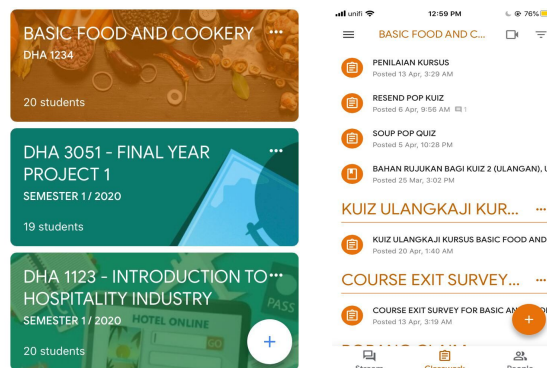 BASIC FOOD AND COOKERY
DHA 1234
20 students
DHA 3051 - FINAL YEAR
PROJECT 1
SEMESTER 1 / 2020
19 students
DHA 1123 - INTRODUCTION TO
HOSPITALITY INDUSTRY
SEMESTER 1 / 2020
HOTEL ONLINE
GO
PASS
20 students
unifi
12:59 PM
76%
BASIC FOOD AND C...
PENILAIAN KURSUS
Posted 13 Apr, 3:29 AM
RESEND POP KUIZ
Posted 6 Apr, 9:56 AM 1
SOUP POP QUIZ
Posted 5 Apr, 10:28 PM
BAHAN RUJUKAN BAGI KUIZ 2 (ULANGAN), U
Posted 25 Mar, 3:02 PM
KUIZ ULANGKAJI KUR...
KUIZ ULANGKAJI KURSUS BASIC FOOD AND
Posted 20 Apr, 1:40 AM
COURSE EXIT SURVEY...
COURSE EXIT SURVEY FOR BASIC
Posted 13 Apr, 3:19 AM
Stream
Classwork
People